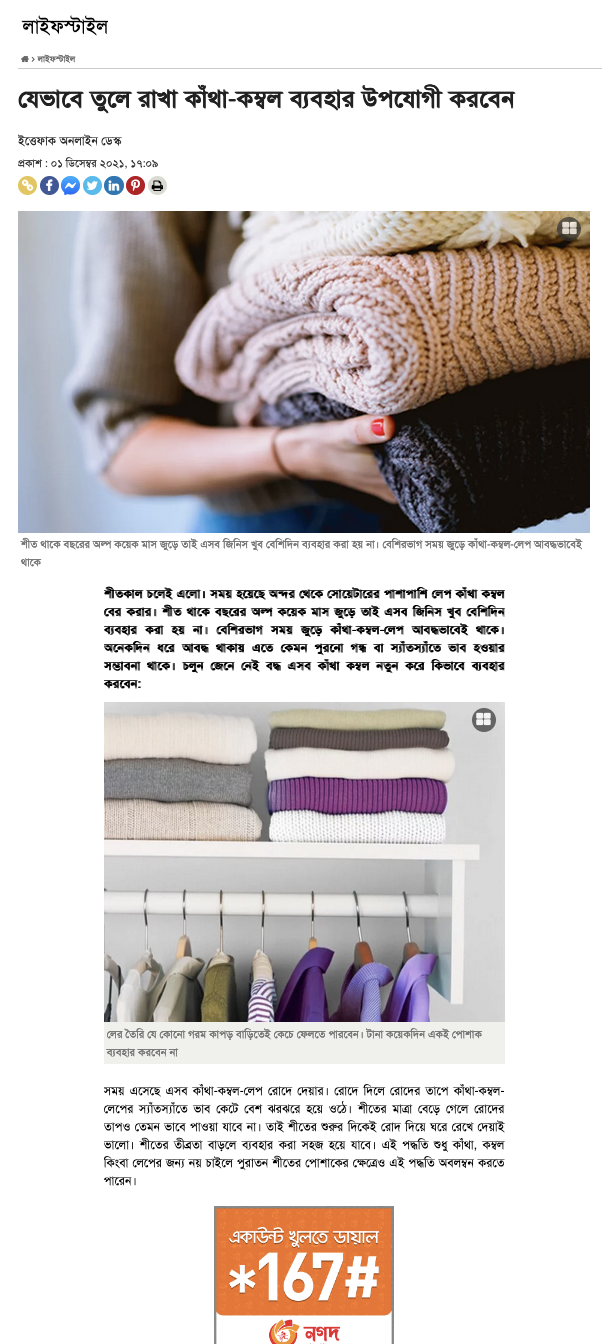 লাইফস্টাইল
› লাইফস্টাইল
যেভাবে তুলে রাখা কাঁথা-কম্বল ব্যবহার উপযোগী করবেন
ইত্তেফাক অনলাইন ডেস্ক
প্রকাশ : ০১ ডিসেম্বর ২০২১, ১৭:০৯
শীত থাকে বছরের অল্প কয়েক মাস জুড়ে তাই এসব জিনিস খুব বেশিদিন ব্যবহার করা হয় না। বেশিরভাগ সময় জুড়ে কাঁথা-কম্বল-লেপ আবদ্ধভাবেই
থাকে
শীতকাল চলেই এলো। সময় হয়েছে অন্দর থেকে সোয়েটারের পাশাপাশি লেপ কাঁথা কম্বল
বের করার। শীত থাকে বছরের অল্প কয়েক মাস জুড়ে তাই এসব জিনিস খুব বেশিদিন
ব্যবহার করা হয় না। বেশিরভাগ সময় জুড়ে কাঁথা-কম্বল-লেপ আবদ্ধভাবেই থাকে।
অনেকদিন ধরে আবদ্ধ থাকায় এতে কেমন পুরনো গন্ধ বা স্যাঁতস্যাঁতে ভাব হওয়ার
সম্ভাবনা থাকে। চলুন জেনে নেই বদ্ধ এসব কাঁথা কম্বল নতুন করে কিভাবে ব্যবহার
করবেন:
লের তৈরি যে কোনো গরম কাপড় বাড়িতেই কেচে ফেলতে পারবেন। টানা কয়েকদিন একই পোশাক
ব্যবহার করবেন না
সময় এসেছে এসব কাঁথা-কম্বল-লেপ রোদে দেয়ার। রোদে দিলে রোদের তাপে কাঁথা-কম্বল-
লেপের স্যাঁতস্যাঁতে ভাব কেটে বেশ ঝরঝরে হয়ে ওঠে। শীতের মাত্রা বেড়ে গেলে রোদের
তাপও তেমন ভাবে পাওয়া যাবে না। তাই শীতের শুরুর দিকেই রোদ দিয়ে ঘরে রেখে দেয়াই
ভালো। শীতের তীব্রতা বাড়লে ব্যবহার করা সহজ হয়ে যাবে। এই পদ্ধতি শুধু কাঁথা, কম্বল
কিংবা লেপের জন্য নয় চাইলে পুরাতন শীতের পোশাকের ক্ষেত্রেও এই পদ্ধতি অবলম্বন করতে
পারেন।
একাউন্ট খুলতে ডায়াল
*167#
নগদ